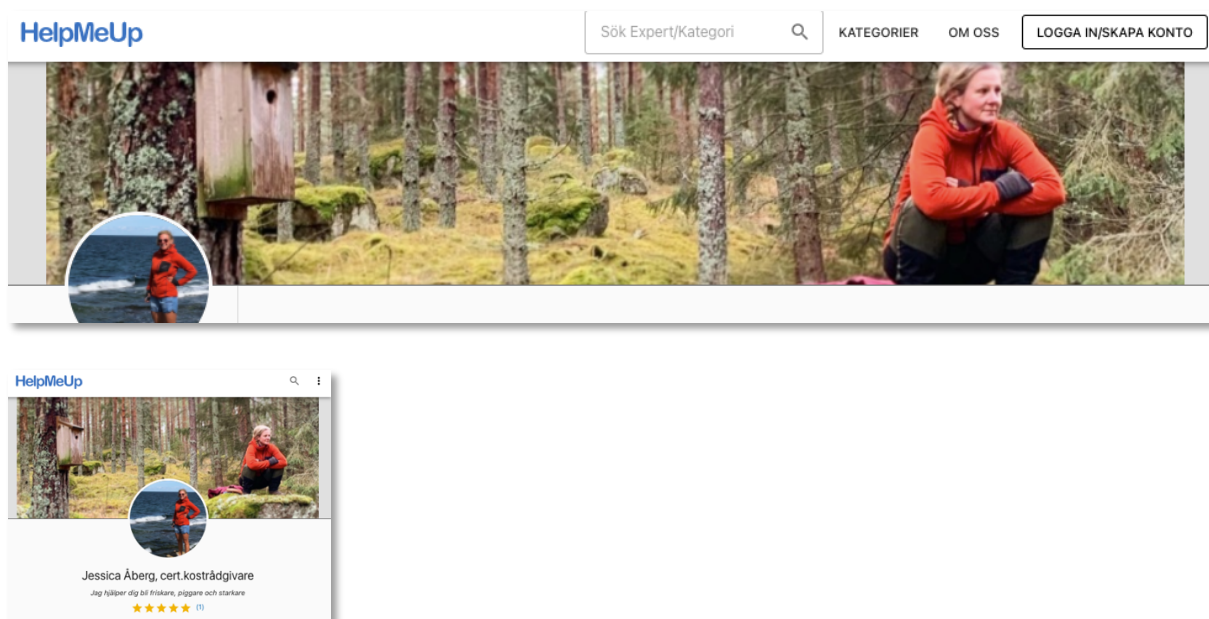 HelpMeUp
Sök Expert/Kategori
KATEGORIER
OM OSS
LOGGA IN/SKAPA KONTO
HelpMeUp
Jessica Åberg, cert.kostrådgivare
Jag hjälper dig bli friskare, piggare och starkare
(1)